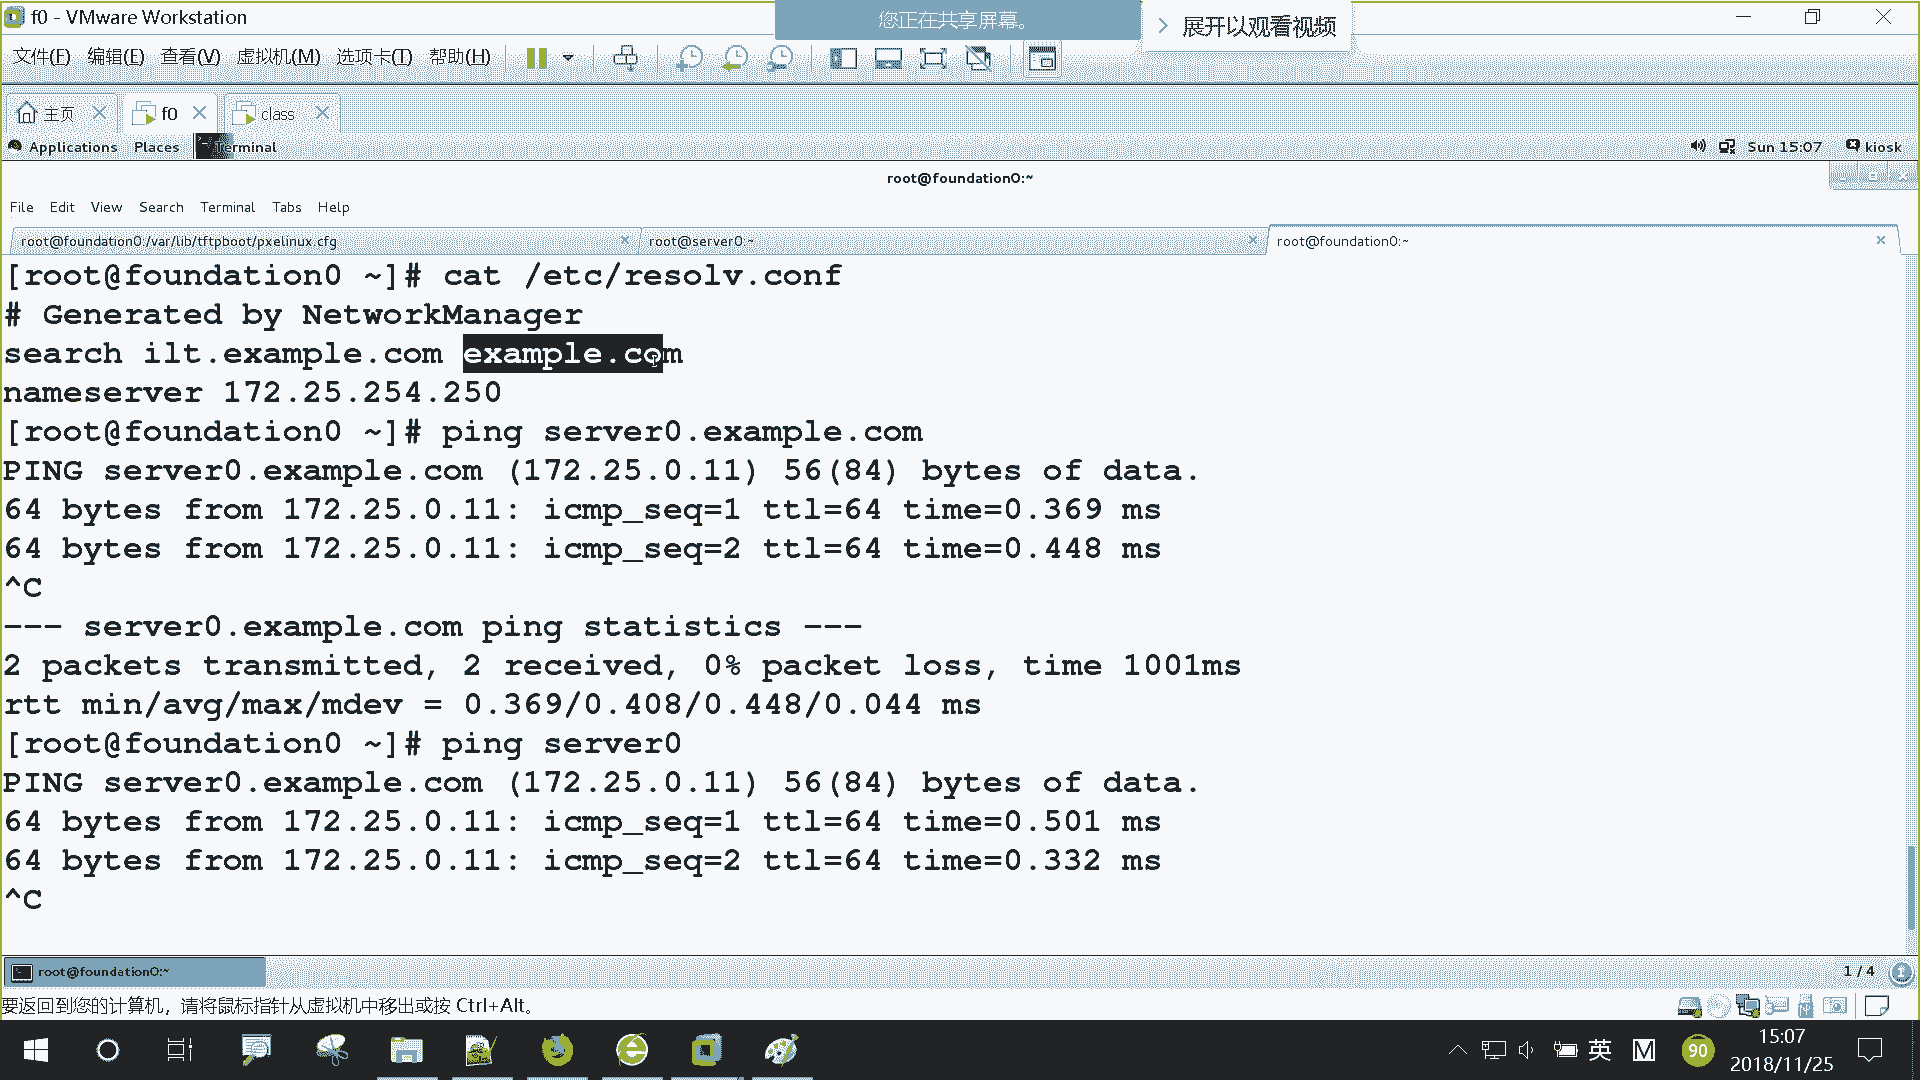 f0 - VMware Workstation
您正在共享屏幕。
展开以观看视频
文件(F) 编辑(E) 查看(V) 虚拟机(M) 选项卡(T) 帮助(H)
主页 f0 class
Applications Places Terminal Sun 15:07 kiosk
root@foundation0:~
File Edit View Search Terminal Tabs Help
root@foundation0:/var/lib/tftpboot/pxelinux.cfg root@server0:~ root@foundation0:~
[root@foundation0 ~]# cat /etc/resolv.conf
# Generated by NetworkManager
search ilt.example.com example.com
nameserver 172.25.254.250
[root@foundation0 ~]# ping server0.example.com
PING server0.example.com (172.25.0.11) 56(84) bytes of data.
64 bytes from 172.25.0.11: icmp_seq=1 ttl=64 time=0.369 ms
64 bytes from 172.25.0.11: icmp_seq=2 ttl=64 time=0.448 ms
^C
--- server0.example.com ping statistics ---
2 packets transmitted, 2 received, 0% packet loss, time 1001ms
rtt min/avg/max/mdev = 0.369/0.408/0.448/0.044 ms
[root@foundation0 ~]# ping server0
PING server0.example.com (172.25.0.11) 56(84) bytes of data.
64 bytes from 172.25.0.11: icmp_seq=1 ttl=64 time=0.501 ms
64 bytes from 172.25.0.11: icmp_seq=2 ttl=64 time=0.332 ms
^C
root@foundation0:~ 1 / 4
要返回到您的计算机，请将鼠标指针从虚拟机中移出或按 Ctrl+Alt。
英 M 90 15:07
2018/11/25